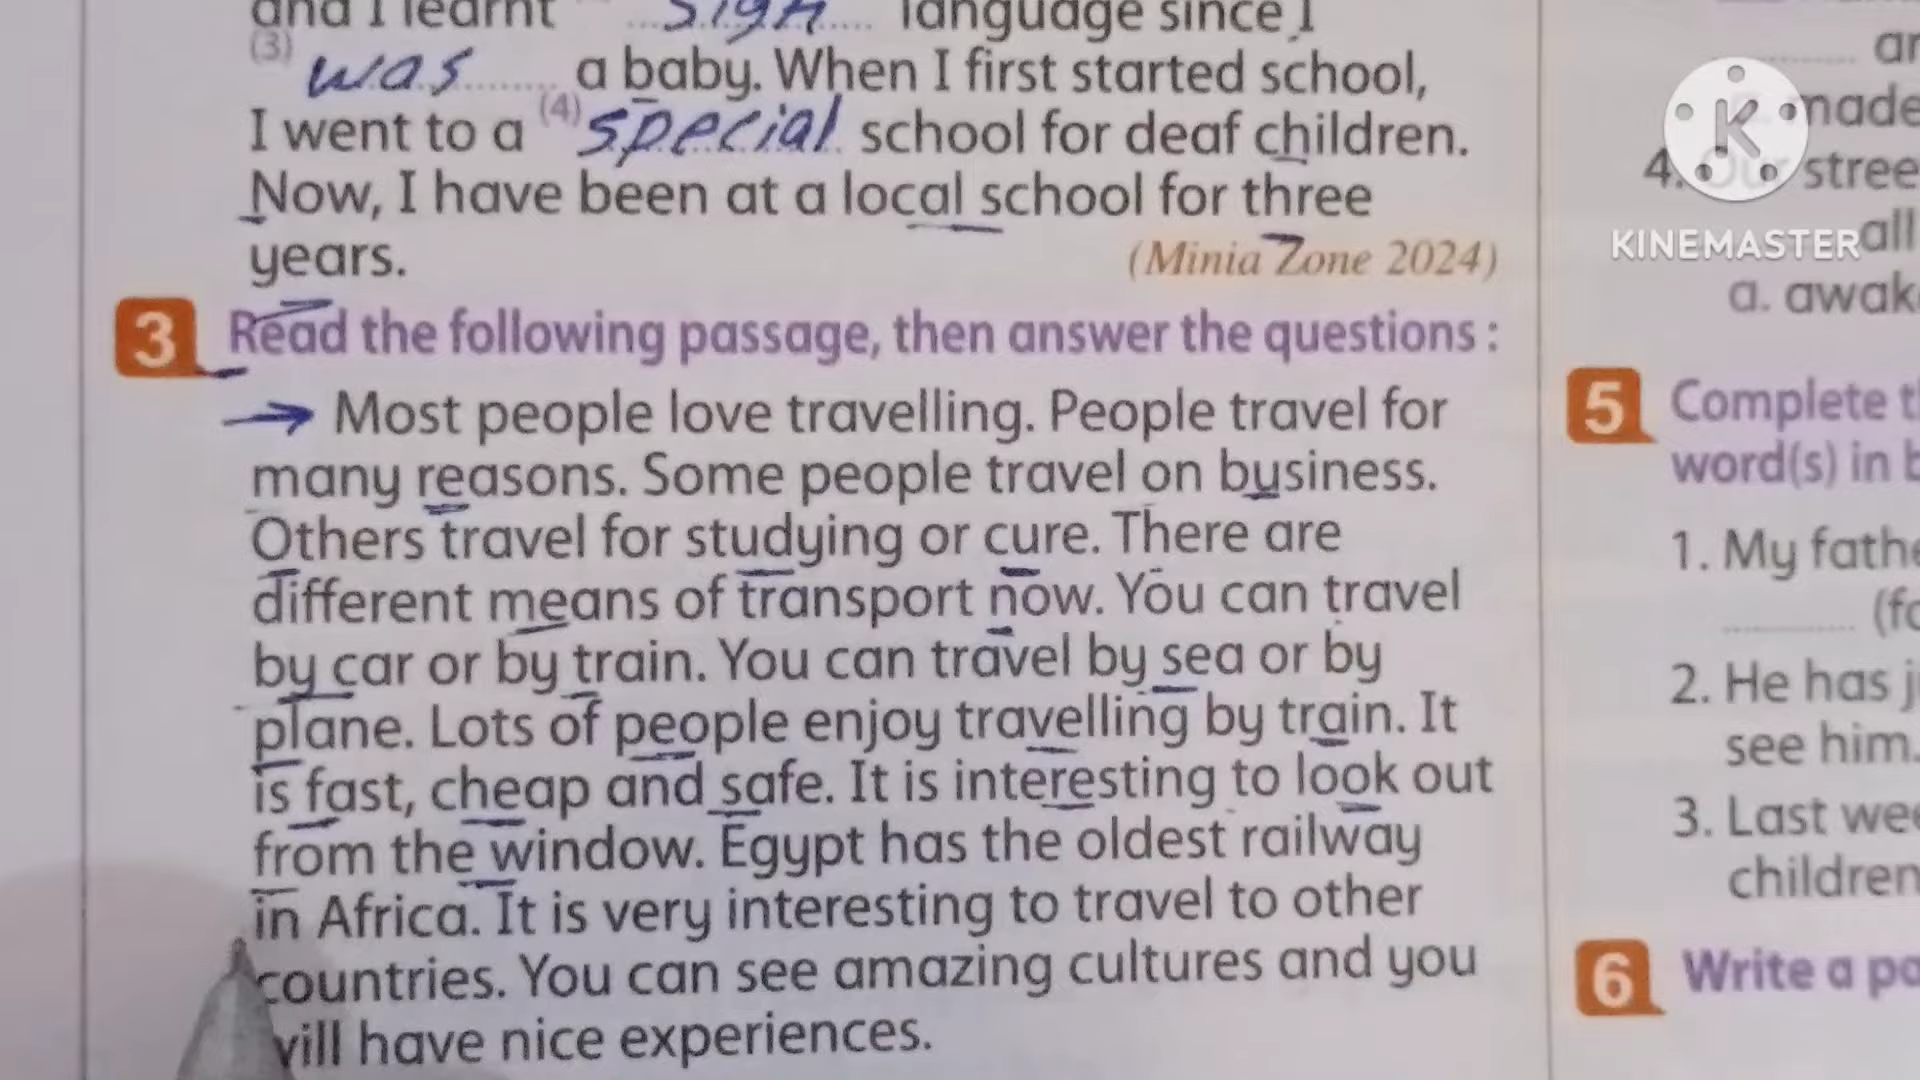 and I learnt sign language since I
(3) was a baby. When I first started school,
I went to a (4) special school for deaf children.
Now, I have been at a local school for three
years. (Minia Zone 2024)
3 Read the following passage, then answer the questions :
Most people love travelling. People travel for
many reasons. Some people travel on business.
Others travel for studying or cure. There are
different means of transport now. You can travel
by car or by train. You can travel by sea or by
plane. Lots of people enjoy travelling by train. It
is fast, cheap and safe. It is interesting to look out
from the window. Egypt has the oldest railway
in Africa. It is very interesting to travel to other
countries. You can see amazing cultures and you
will have nice experiences.
made
4. Our stree
all
a. awak
5 Complete t
word(s) in
1. My fathe
(fo
2. He has j
see him.
3. Last wee
children
6 Write a pa
KINEMASTER